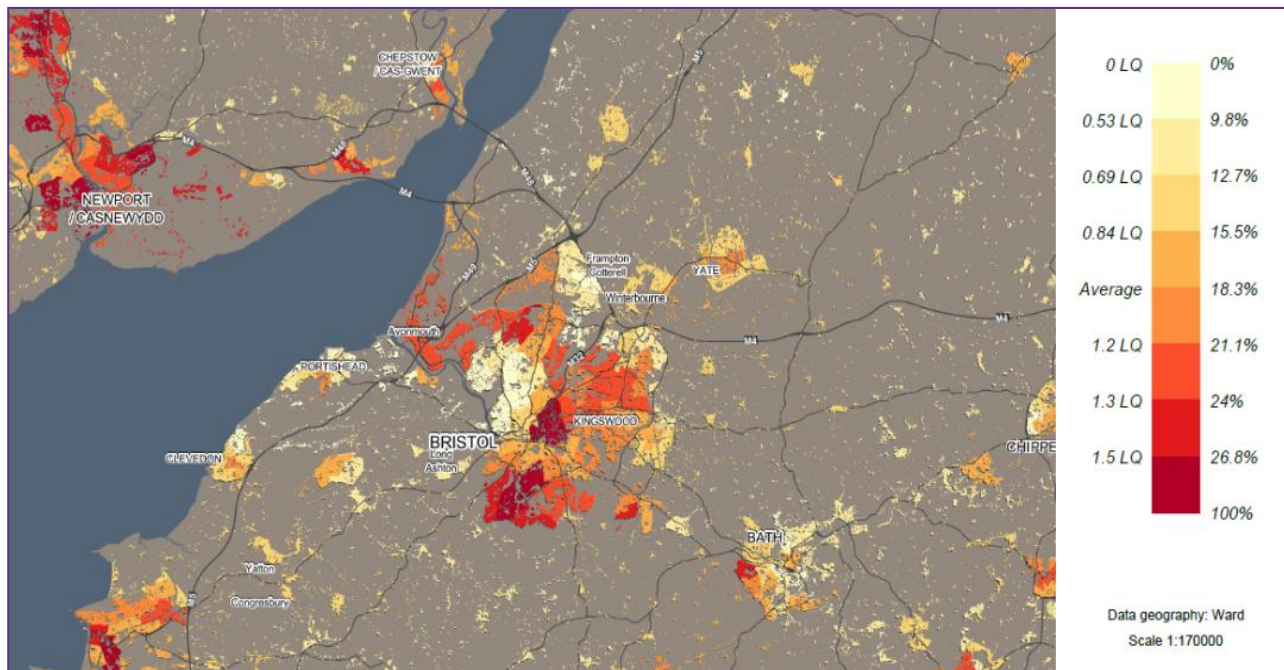 CHEPSTOW
/ CAS-GWENT
M5
M4
M48
NEWPORT
/ CASNEWYDD
M4
M48
M49
M5
Frampton
Cotterell
YATE
Winterbourne
Avonmouth
M4
M4
PORTISHEAD
M32
KINGSWOOD
BRISTOL
Long
Ashton
CLEVEDON
CHIPPE
BATH
Yatton
Congresbury
M5
0 LQ 0%
0.53 LQ 9.8%
0.69 LQ 12.7%
0.84 LQ 15.5%
Average 18.3%
1.2 LQ 21.1%
1.3 LQ 24%
1.5 LQ 26.8%
100%
Data geography: Ward
Scale 1:170000